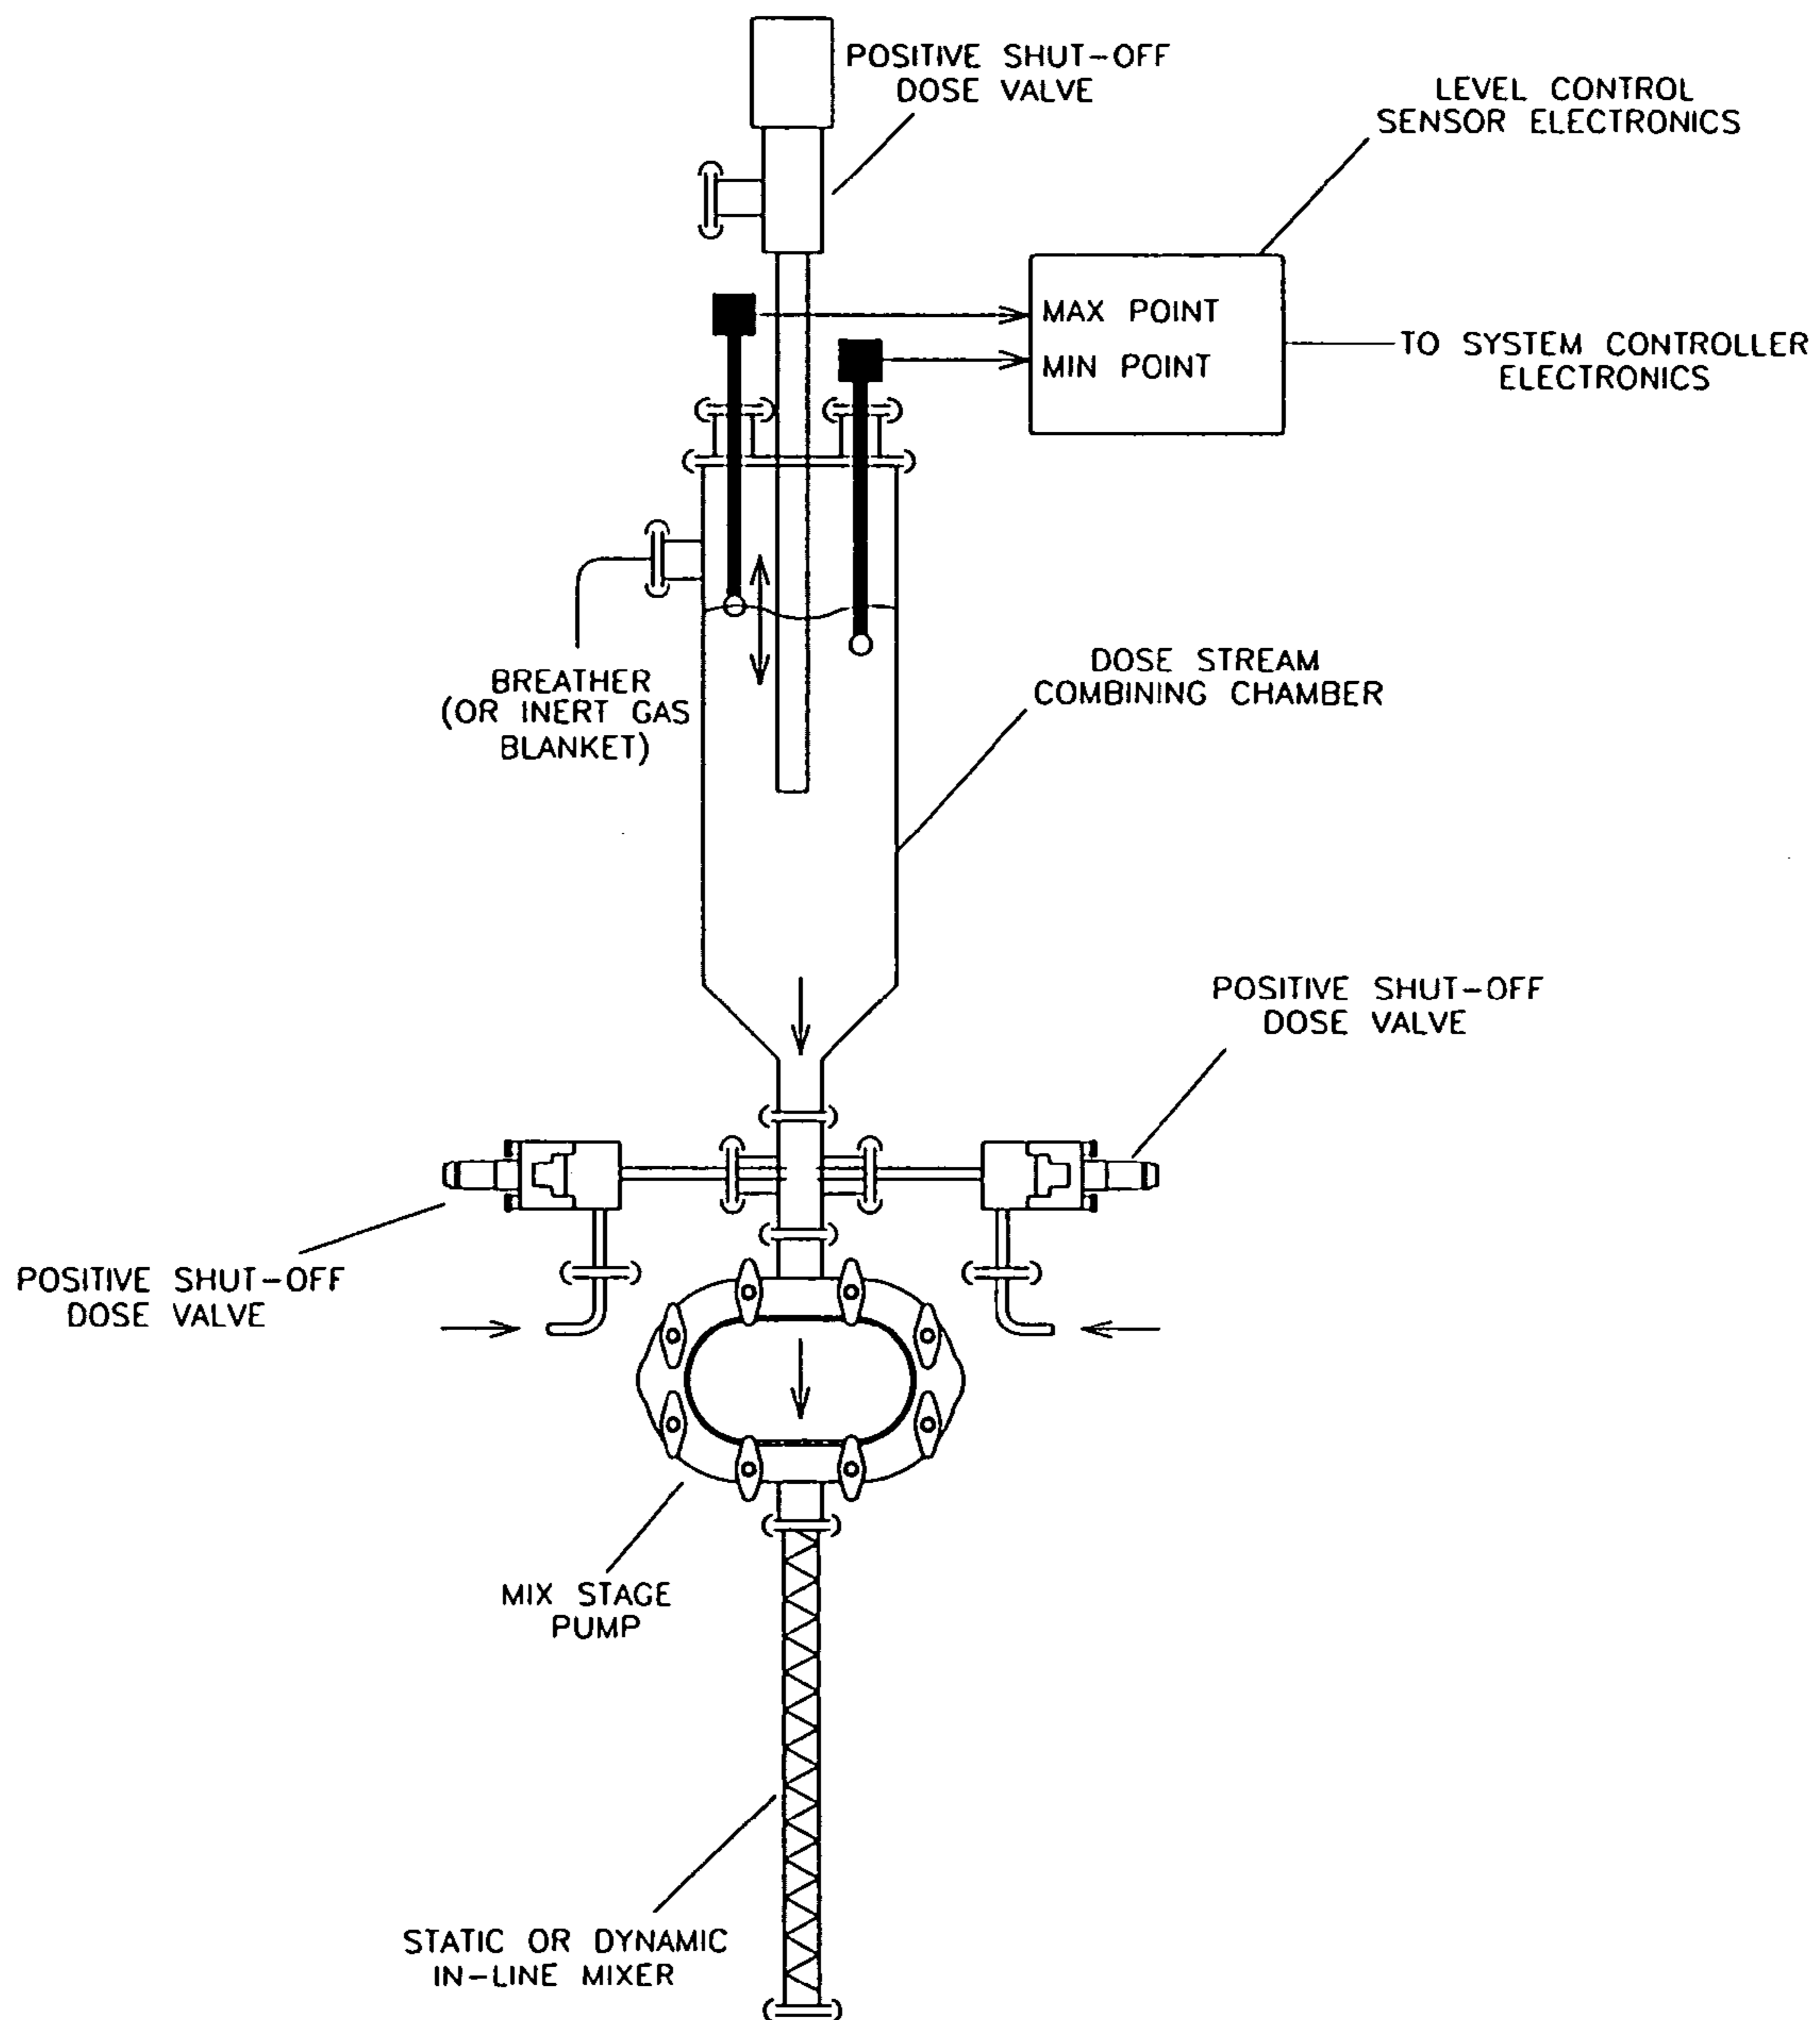 POSITIVE SHUT-OFF
DOSE VALVE
LEVEL CONTROL
SENSOR ELECTRONICS
MAX POINT
MIN POINT
TO SYSTEM CONTROLLER
ELECTRONICS
BREATHER
(OR INERT GAS
BLANKET)
DOSE STREAM
COMBINING CHAMBER
POSITIVE SHUT-OFF
DOSE VALVE
POSITIVE SHUT-OFF
DOSE VALVE
MIX STAGE
PUMP
STATIC OR DYNAMIC
IN-LINE MIXER